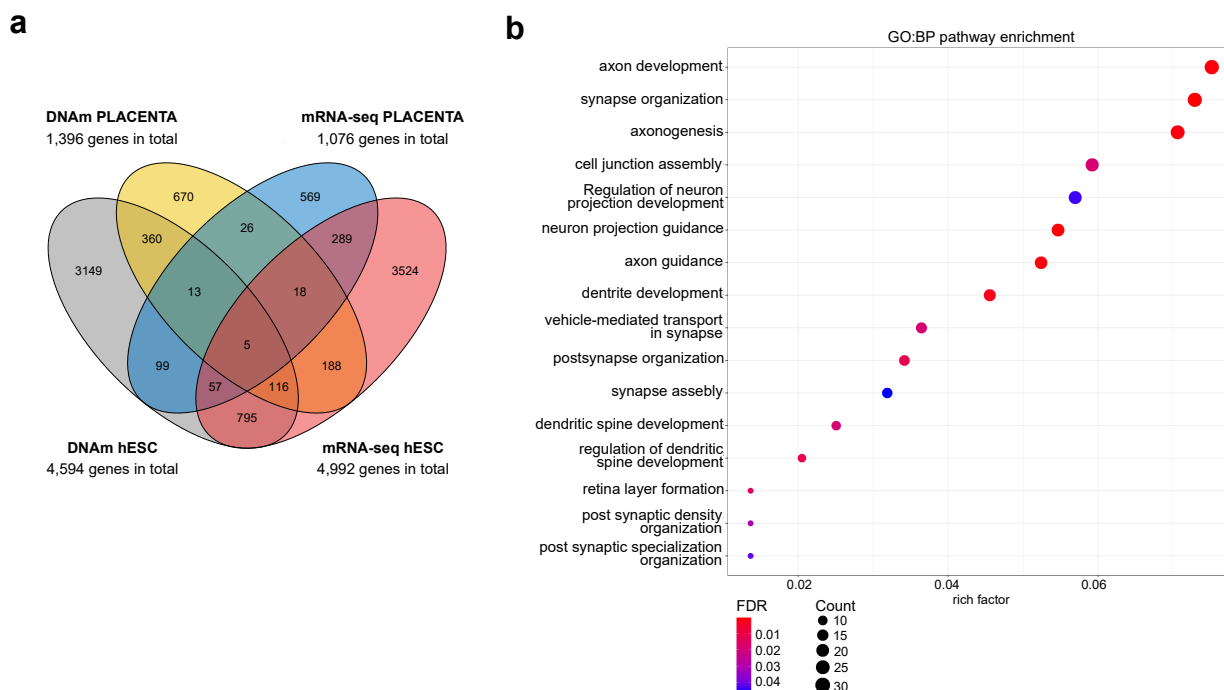 a
DNAm PLACENTA
1,396 genes in total
mRNA-seq PLACENTA
1,076 genes in total
670
569
360
26
289
3149
3524
13
18
5
99
188
57
116
795
DNAm hESC
4,594 genes in total
mRNA-seq hESC
4,992 genes in total
b
GO:BP pathway enrichment
axon development
synapse organization
axonogenesis
cell junction assembly
Regulation of neuron
projection development
neuron projection guidance
axon guidance
dentrite development
vehicle-mediated transport
in synapse
postsynapse organization
synapse assebly
dendritic spine development
regulation of dendritic
spine development
retina layer formation
post synaptic density
organization
post synaptic specialization
organization
0.02
0.04
0.06
rich factor
FDR
0.01
0.02
0.03
0.04
Count
10
15
20
25
30